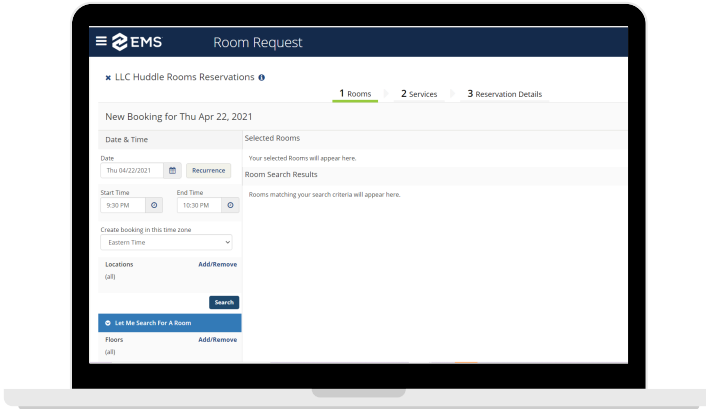 EMS
Room Request
LLC Huddle Rooms Reservations
1 Rooms
2 Services
3 Reservation Details
New Booking for Thu Apr 22, 2021
Date & Time
Date
Thu 04/22/2021
Recurrence
Start Time
End Time
9:30 PM
10:30 PM
Create booking in this time zone
Eastern Time
Locations
Add/Remove
(all)
Search
Let Me Search For A Room
Floors
Add/Remove
(all)
Selected Rooms
Your selected Rooms will appear here.
Room Search Results
Rooms matching your search criteria will appear here.